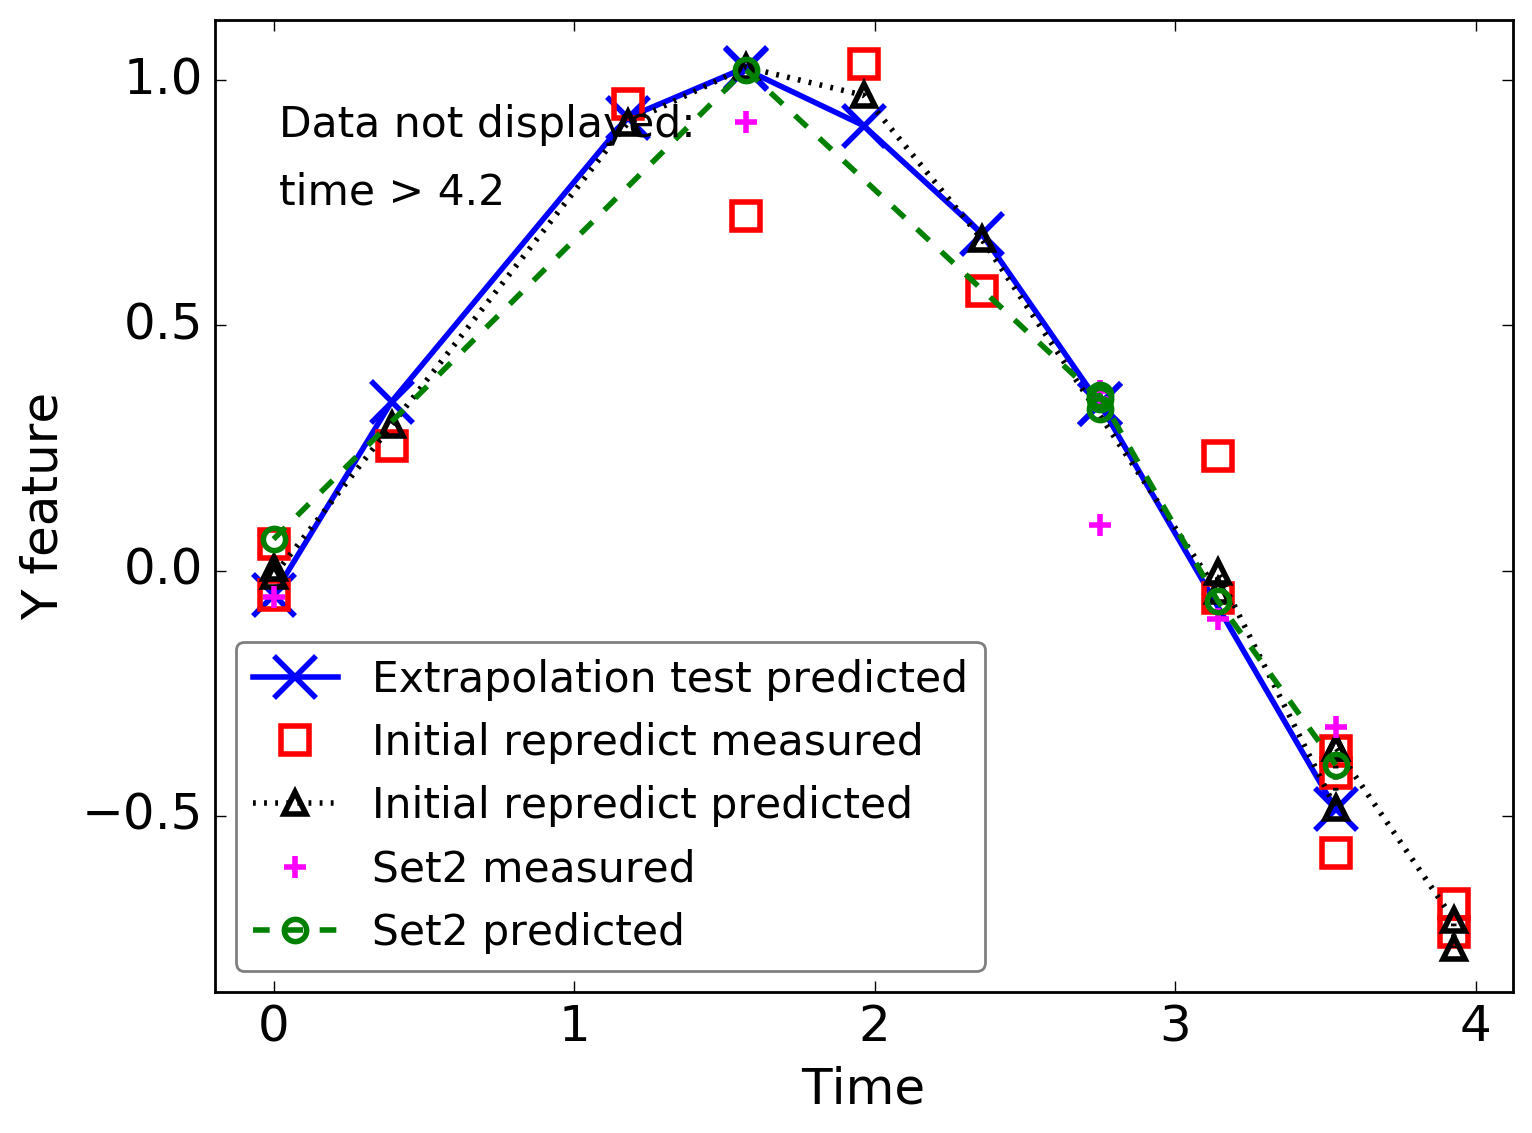 1.0
0.5
0.0
−0.5
Y feature
Data not displayed:
time > 4.2
Extrapolation test predicted
Initial repredict measured
Initial repredict predicted
Set2 measured
Set2 predicted
0 1 2 3 4
Time